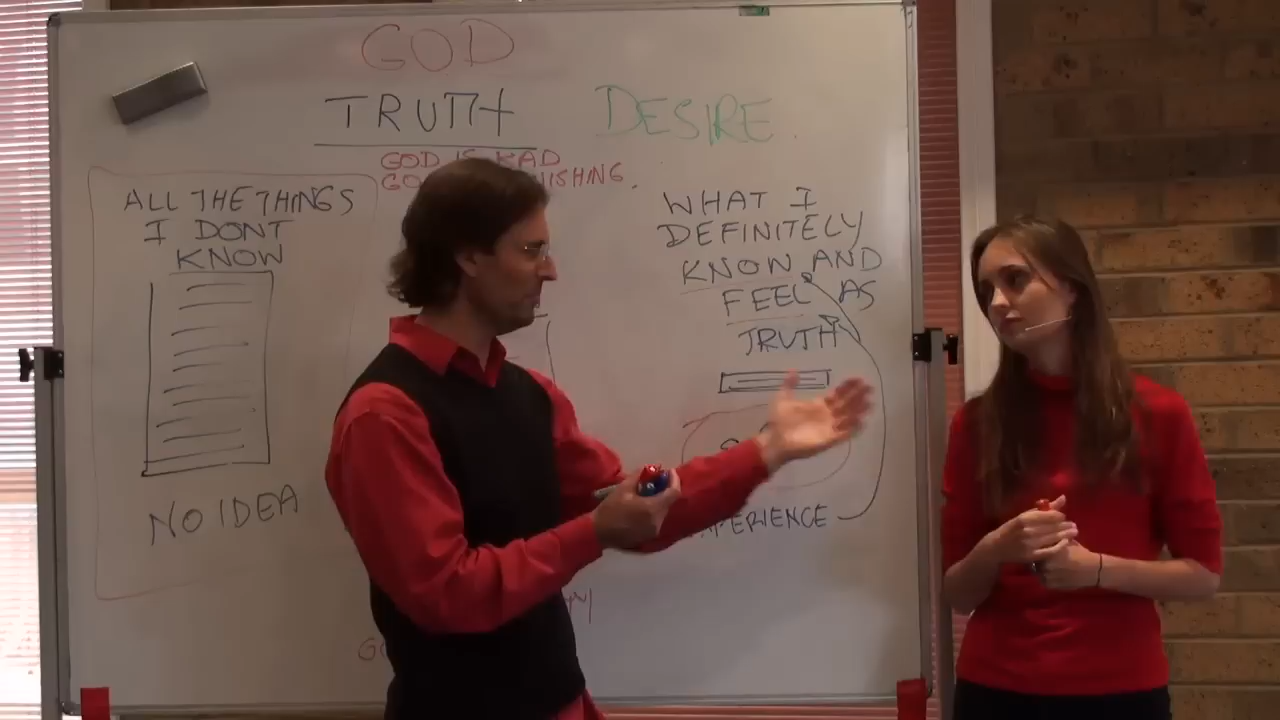 GOD
TRUTH DESIRE.
GOD IS BAD
ALL THE THINGS
I DONT
KNOW
NO IDEA
WHAT I
DEFINITELY
KNOW AND
FEEL AS
TRUTH